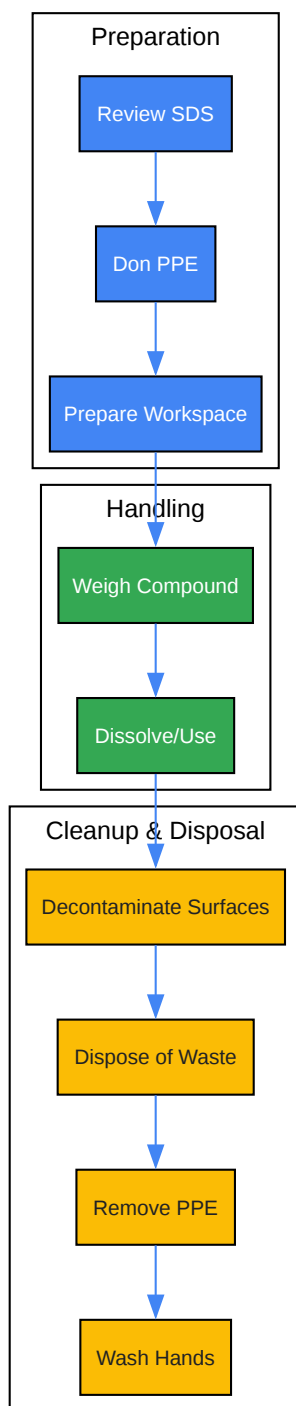 Preparation
Review SDS
Don PPE
Prepare Workspace
Handling
Weigh Compound
Dissolve/Use
Cleanup & Disposal
Decontaminate Surfaces
Dispose of Waste
Remove PPE
Wash Hands